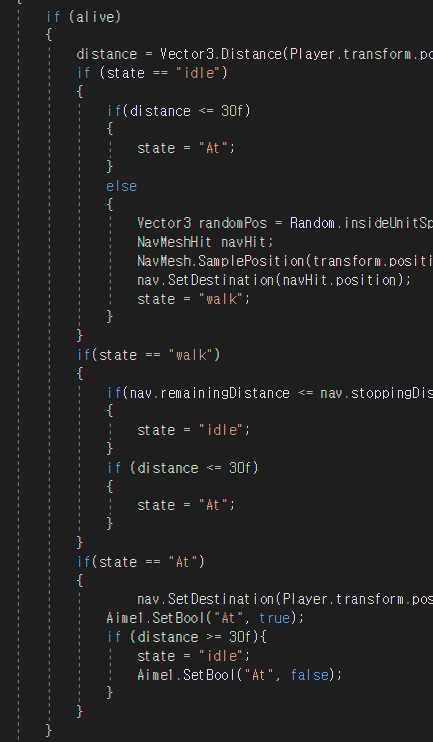 {
if (alive)
{
distance = Vector3.Distance(Player.transform.po
if (state == "idle")
{
if(distance <= 30f)
{
state = "At";
}
else
{
Vector3 randomPos = Random.insideUnitSp
NavMeshHit navHit;
NavMesh.SamplePosition(transform.positi
nav.SetDestination(navHit.position);
state = "walk";
}
}
if(state == "walk")
{
if(nav.remainingDistance <= nav.stoppingDis
{
state = "idle";
}
if (distance <= 30f)
{
state = "At";
}
}
if(state == "At")
{
nav.SetDestination(Player.transform.pos
Aime1.SetBool("At", true);
if (distance >= 30f){
state = "idle";
Aime1.SetBool("At", false);
}
}
}